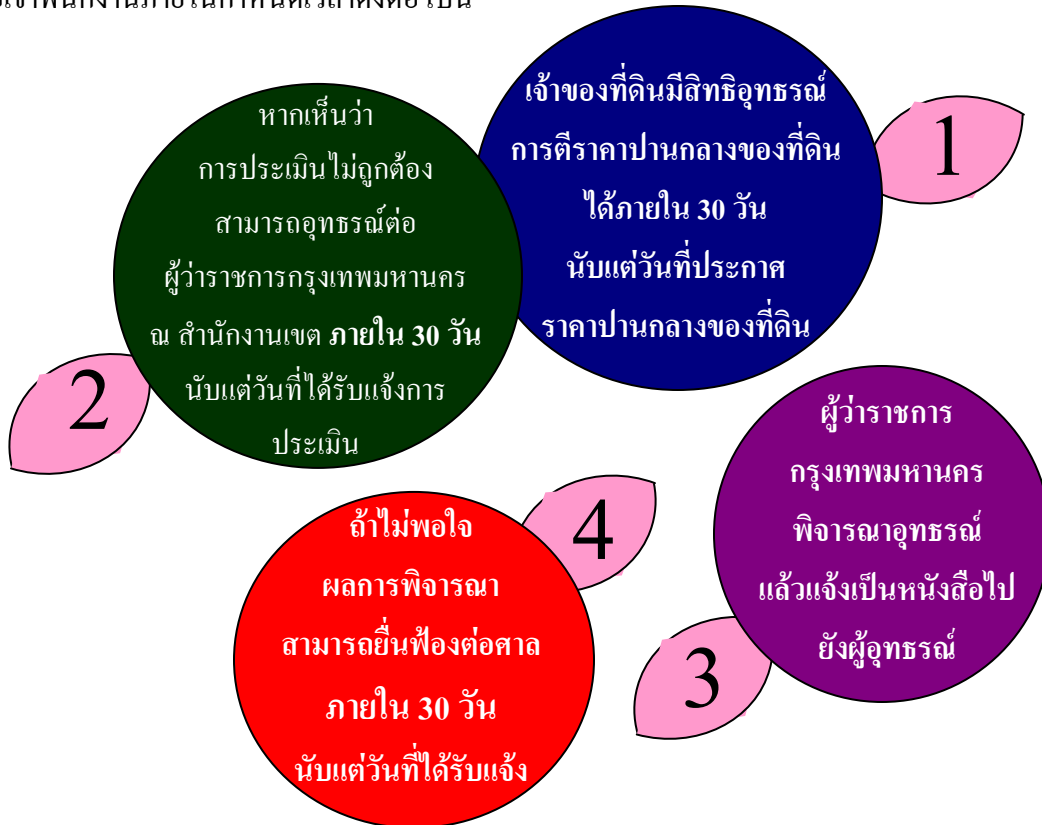 เจ้าของที่ดินมีสิทธิอุทธรณ์
การตีราคาปานกลางของที่ดิน
ได้ภายใน 30 วัน
นับแต่วันที่ประกาศ
ราคาปานกลางของที่ดิน
1
หากเห็นว่า
การประเมินไม่ถูกต้อง
สามารถอุทธรณ์ต่อ
ผู้ว่าราชการกรุงเทพมหานคร
ณ สำนักงานเขต ภายใน 30 วัน
นับแต่วันที่ได้รับแจ้งการ
ประเมิน
2
ผู้ว่าราชการ
กรุงเทพมหานคร
พิจารณาอุทธรณ์
แล้วแจ้งเป็นหนังสือไป
ยังผู้อุทธรณ์
3
ถ้าไม่พอใจ
ผลการพิจารณา
สามารถยื่นฟ้องต่อศาล
ภายใน 30 วัน
นับแต่วันที่ได้รับแจ้ง
4